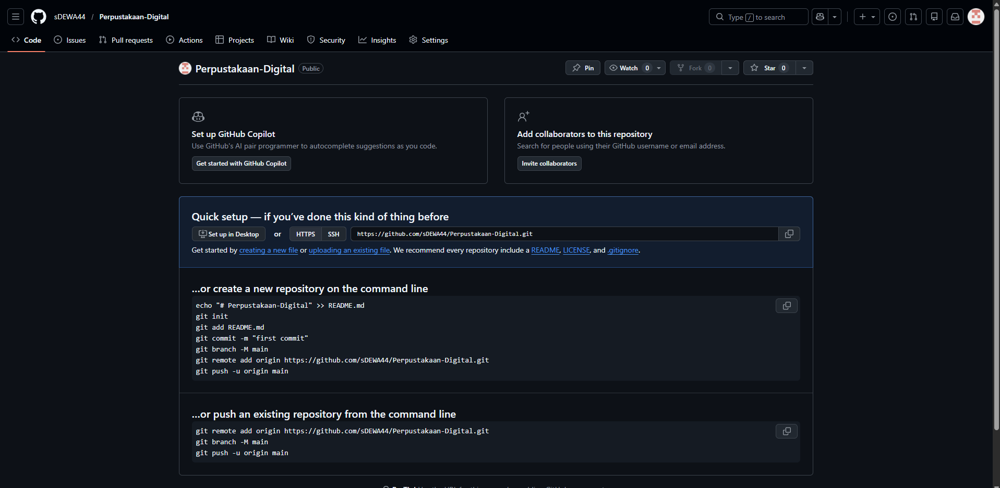 sDEWA44 / Perpustakaan-Digital
Type / to search
Code Issues Pull requests Actions Projects Wiki Security Insights Settings
Perpustakaan-Digital Public
Pin Watch 0 Fork 0 Star 0
Set up GitHub Copilot
Use GitHub's AI pair programmer to autocomplete suggestions as you code.
Get started with GitHub Copilot
Add collaborators to this repository
Search for people using their GitHub username or email address.
Invite collaborators
Quick setup — if you’ve done this kind of thing before
Set up in Desktop or HTTPS SSH https://github.com/sDEWA44/Perpustakaan-Digital.git
Get started by creating a new file or uploading an existing file. We recommend every repository include a README, LICENSE, and .gitignore.
…or create a new repository on the command line
echo "# Perpustakaan-Digital" >> README.md
git init
git add README.md
git commit -m "first commit"
git branch -M main
git remote add origin https://github.com/sDEWA44/Perpustakaan-Digital.git
git push -u origin main
…or push an existing repository from the command line
git remote add origin https://github.com/sDEWA44/Perpustakaan-Digital.git
git branch -M main
git push -u origin main